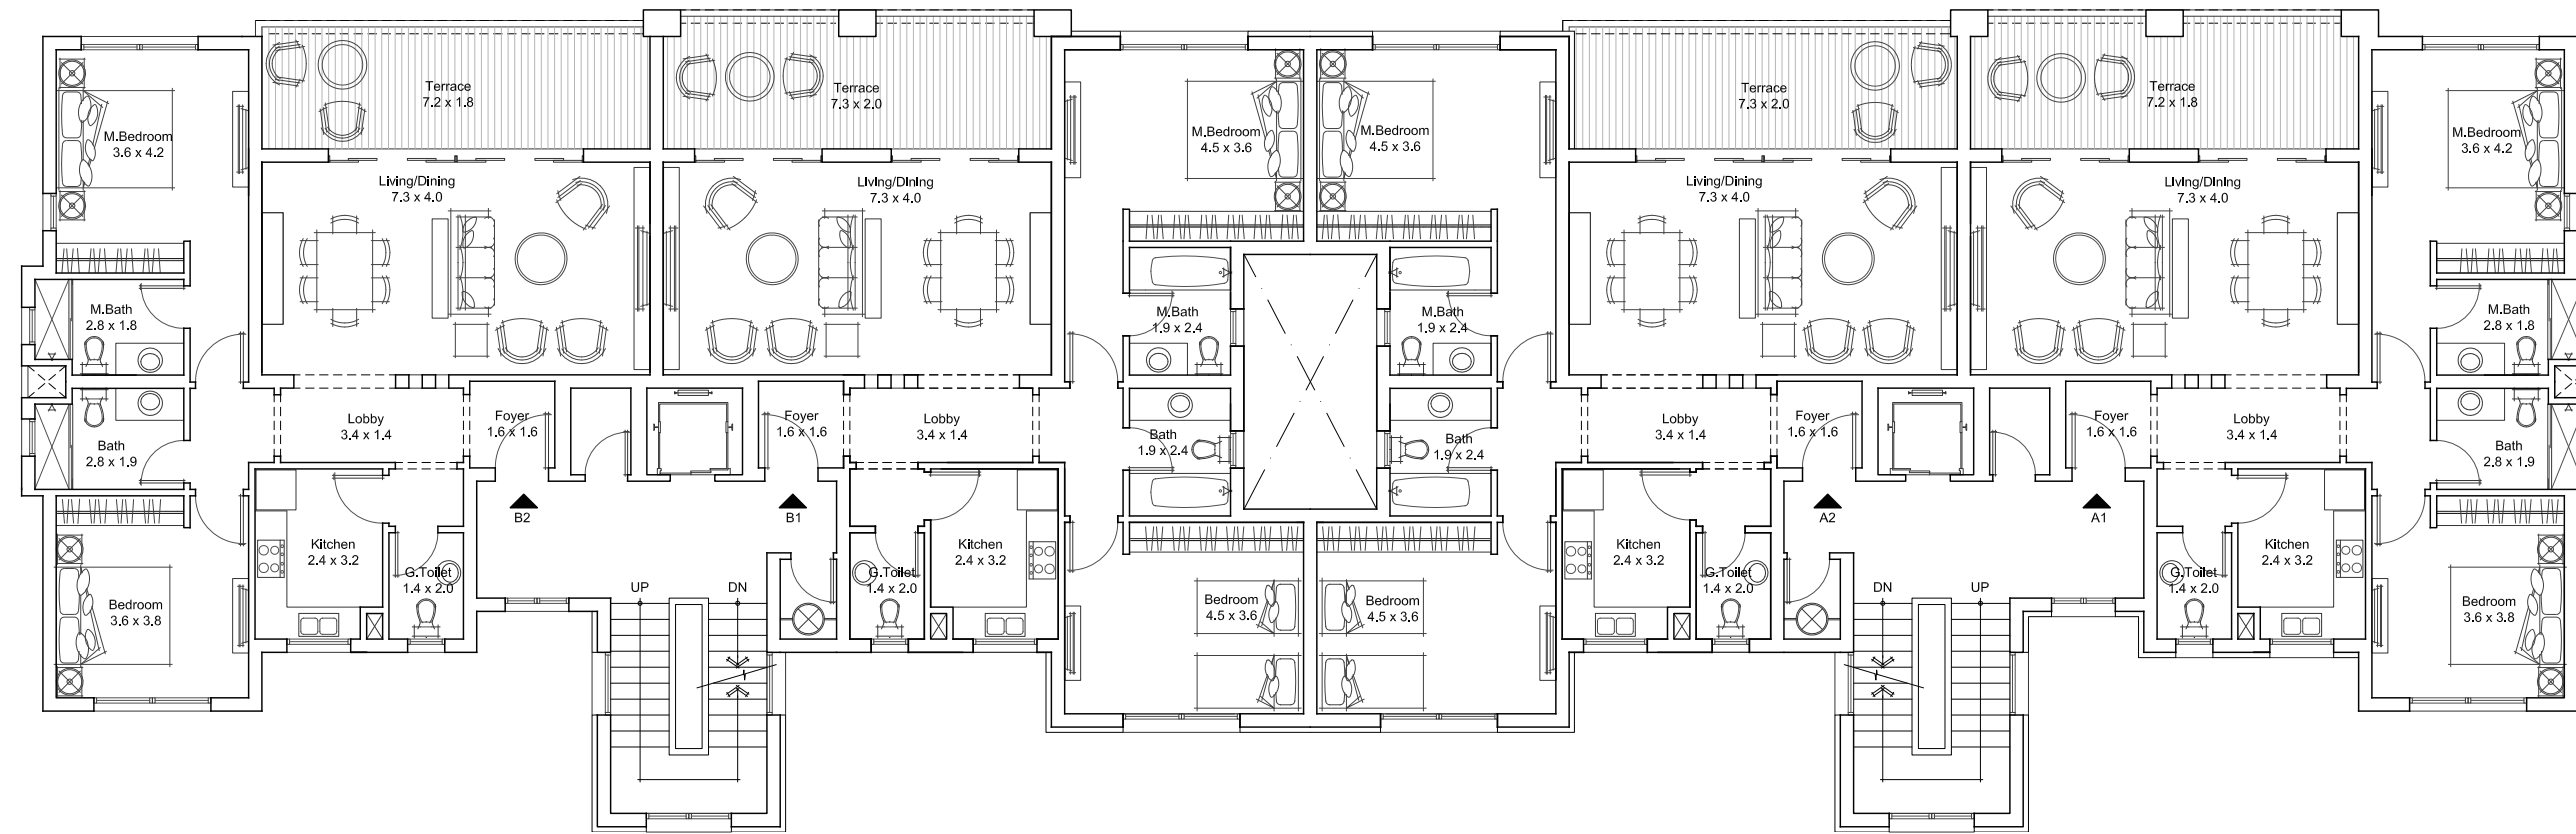 Terrace
7.2 x 1.8
Terrace
7.3 x 2.0
Terrace
7.3 x 2.0
Terrace
7.2 x 1.8
M.Bedroom
3.6 x 4.2
M.Bedroom
4.5 x 3.6
M.Bedroom
4.5 x 3.6
M.Bedroom
3.6 x 4.2
Living/Dining
7.3 x 4.0
Living/Dining
7.3 x 4.0
Living/Dining
7.3 x 4.0
Living/Dining
7.3 x 4.0
M.Bath
2.8 x 1.8
M.Bath
1.9 x 2.4
M.Bath
1.9 x 2.4
M.Bath
2.8 x 1.8
Lobby
3.4 x 1.4
Foyer
1.6 x 1.6
Foyer
1.6 x 1.6
Lobby
3.4 x 1.4
Lobby
3.4 x 1.4
Foyer
1.6 x 1.6
Foyer
1.6 x 1.6
Lobby
3.4 x 1.4
Bath
2.8 x 1.9
Bath
1.9 x 2.4
Bath
1.9 x 2.4
Bath
2.8 x 1.9
B2
B1
A2
A1
Kitchen
2.4 x 3.2
Kitchen
2.4 x 3.2
Kitchen
2.4 x 3.2
Kitchen
2.4 x 3.2
G.Toilet
1.4 x 2.0
G.Toilet
1.4 x 2.0
G.Toilet
1.4 x 2.0
G.Toilet
1.4 x 2.0
UP
DN
DN
UP
Bedroom
3.6 x 3.8
Bedroom
4.5 x 3.6
Bedroom
4.5 x 3.6
Bedroom
3.6 x 3.8